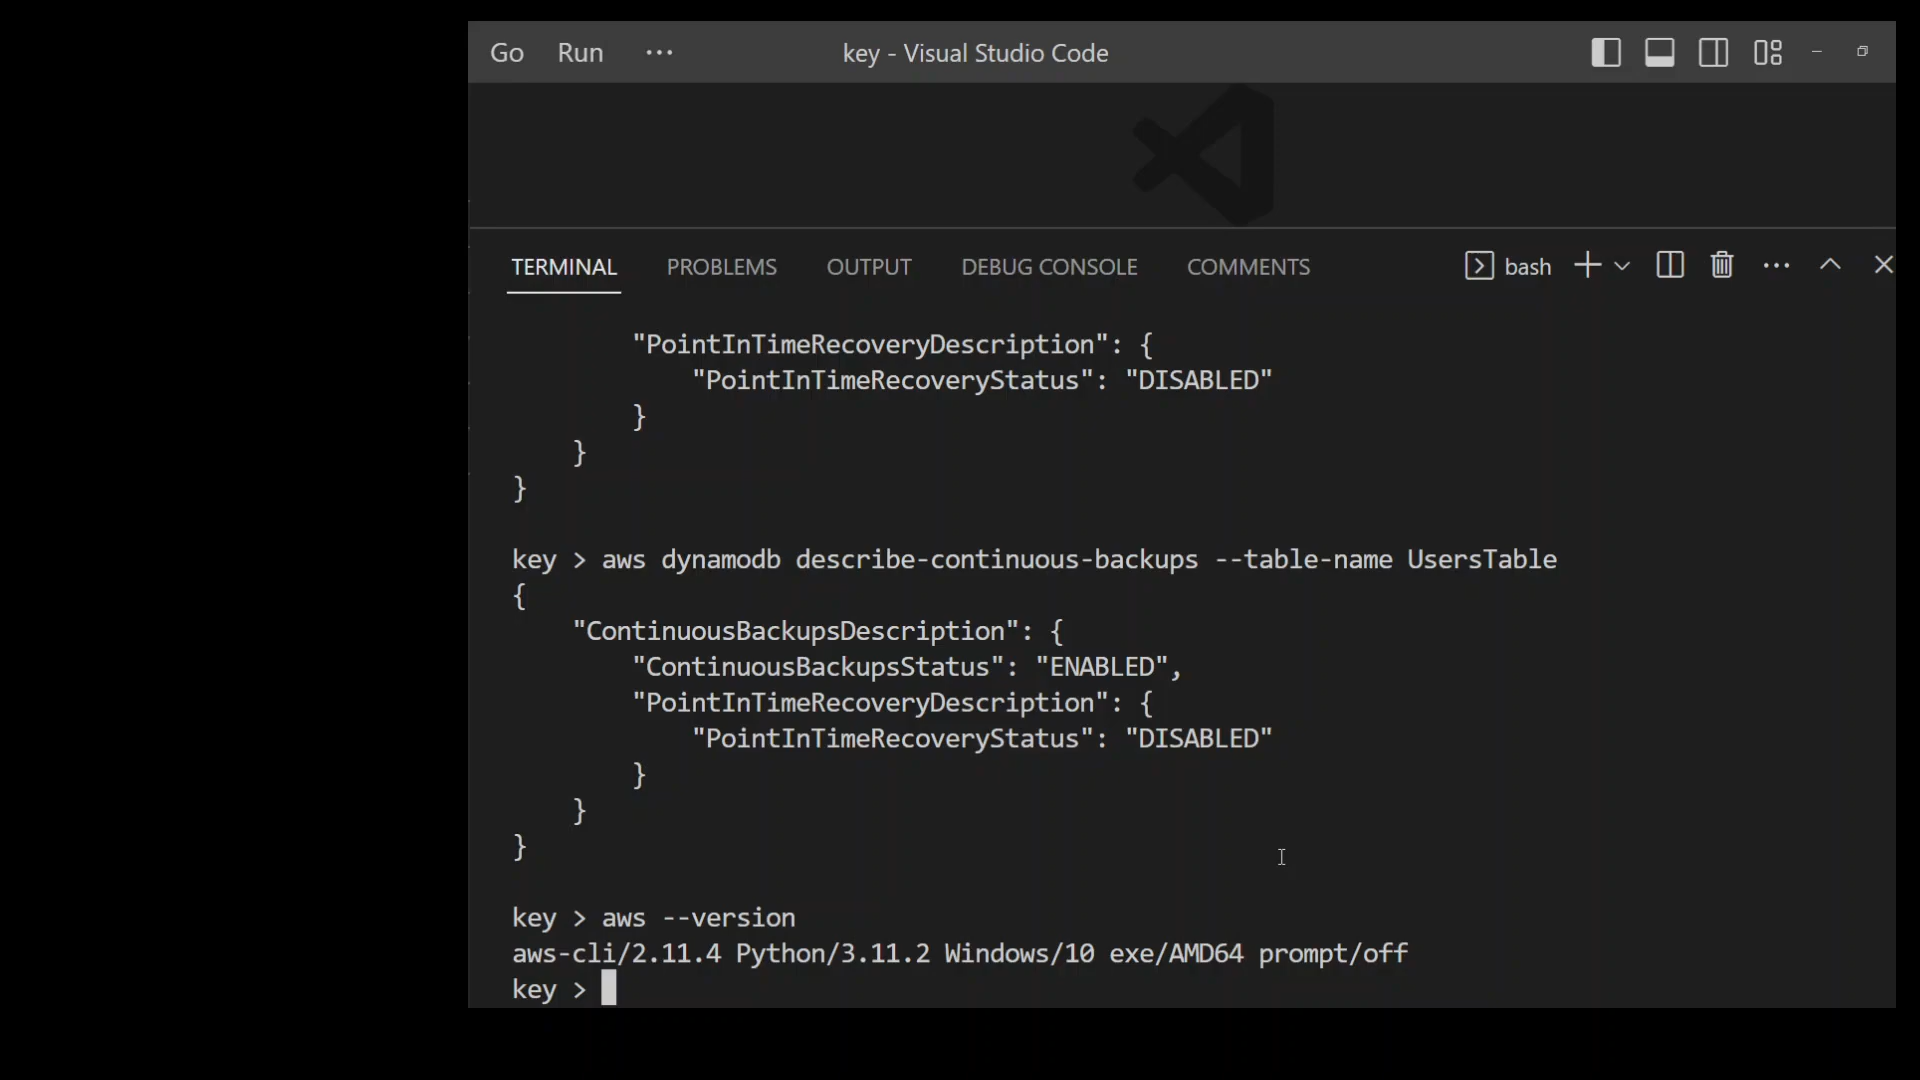 Go Run ··· key - Visual Studio Code
TERMINAL PROBLEMS OUTPUT DEBUG CONSOLE COMMENTS bash
"PointInTimeRecoveryDescription": {
"PointInTimeRecoveryStatus": "DISABLED"
}
}
}
key > aws dynamodb describe-continuous-backups --table-name UsersTable
{
"ContinuousBackupsDescription": {
"ContinuousBackupsStatus": "ENABLED",
"PointInTimeRecoveryDescription": {
"PointInTimeRecoveryStatus": "DISABLED"
}
}
}
key > aws --version
aws-cli/2.11.4 Python/3.11.2 Windows/10 exe/AMD64 prompt/off
key >